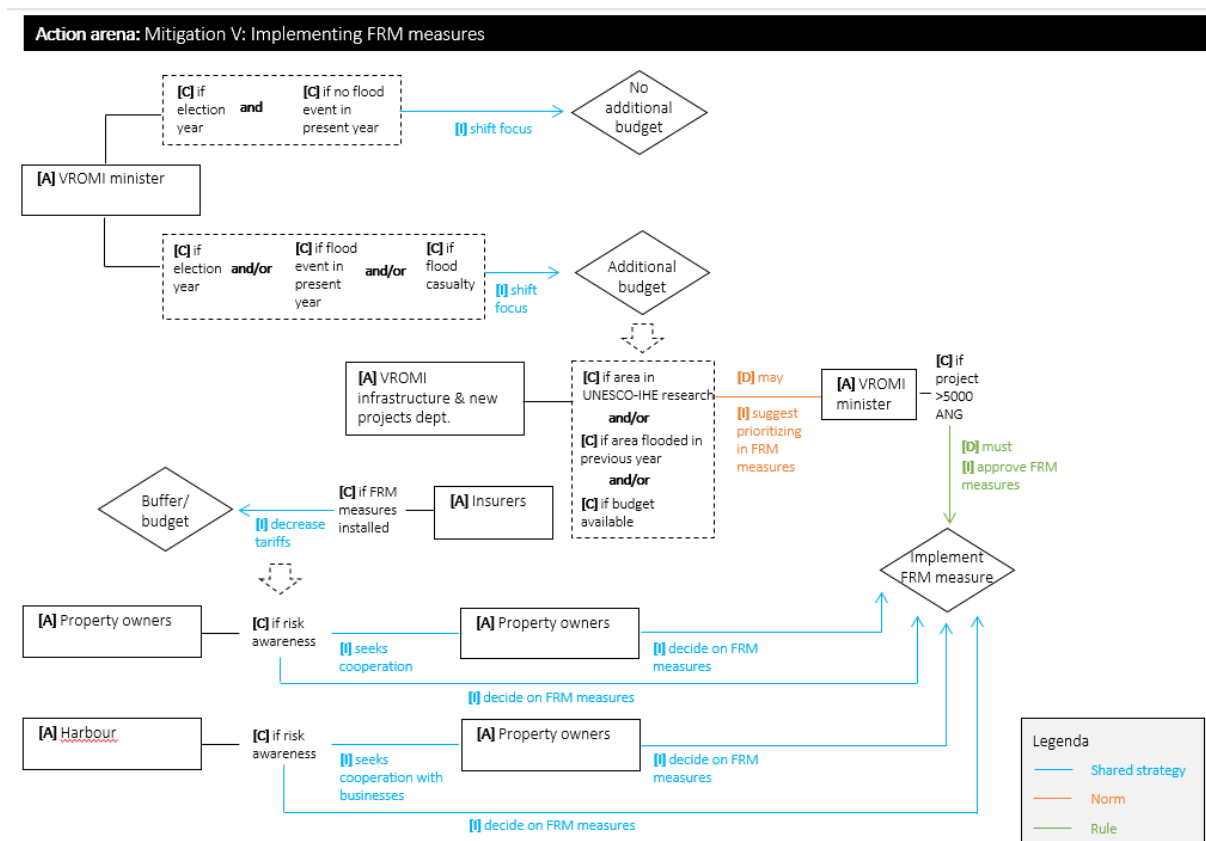 Action arena: Mitigation V: Implementing FRM measures
[C] if
election
year
and
[C] if no flood
event in
present year
[I] shift focus
No
additional
budget
[A] VROMI minister
[C] if
election
year
and/or
[C] if flood
event in
present
year
and/or
[C] if
flood
casualty
[I] shift
focus
Additional
budget
[A] VROMI
infrastructure & new
projects dept.
[C] if area in
UNESCO-IHE research
and/or
[C] if area flooded in
previous year
and/or
[C] if budget
available
[D] may
[I] suggest
prioritizing
in FRM
measures
[A] VROMI
minister
[C] if
project
>5000
ANG
[D] must
[I] approve FRM
measures
Buffer/
budget
[I] decrease
tariffs
[C] if FRM
measures
installed
[A] Insurers
Implement
FRM measure
[A] Property owners
[C] if risk
awareness
[I] seeks
cooperation
[A] Property owners
[I] decide on FRM
measures
[I] decide on FRM measures
[A] Harbour
[C] if risk
awareness
[I] seeks
cooperation with
businesses
[A] Property owners
[I] decide on FRM
measures
[I] decide on FRM measures
Legenda
Shared strategy
Norm
Rule